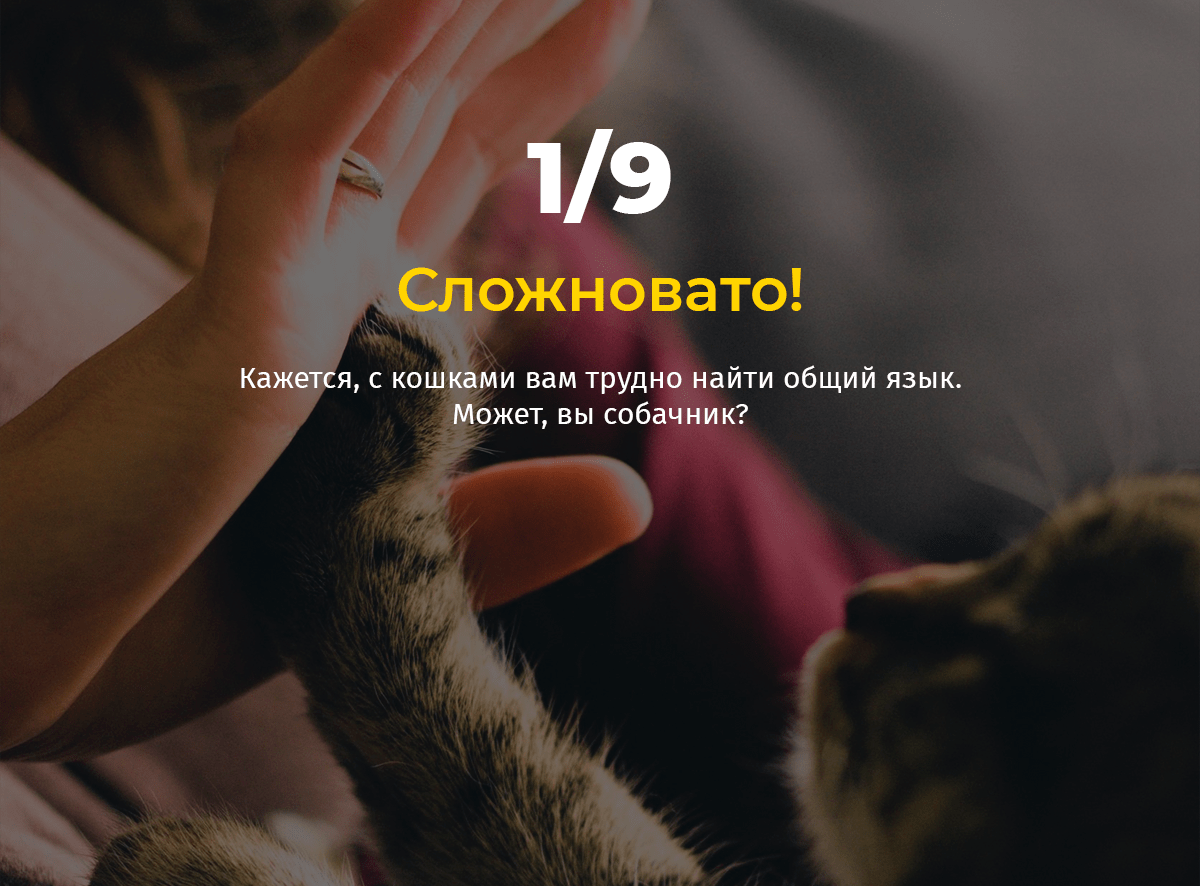 1/9
Сложновато!
Кажется, с кошками вам трудно найти общий язык.
Может, вы собачник?